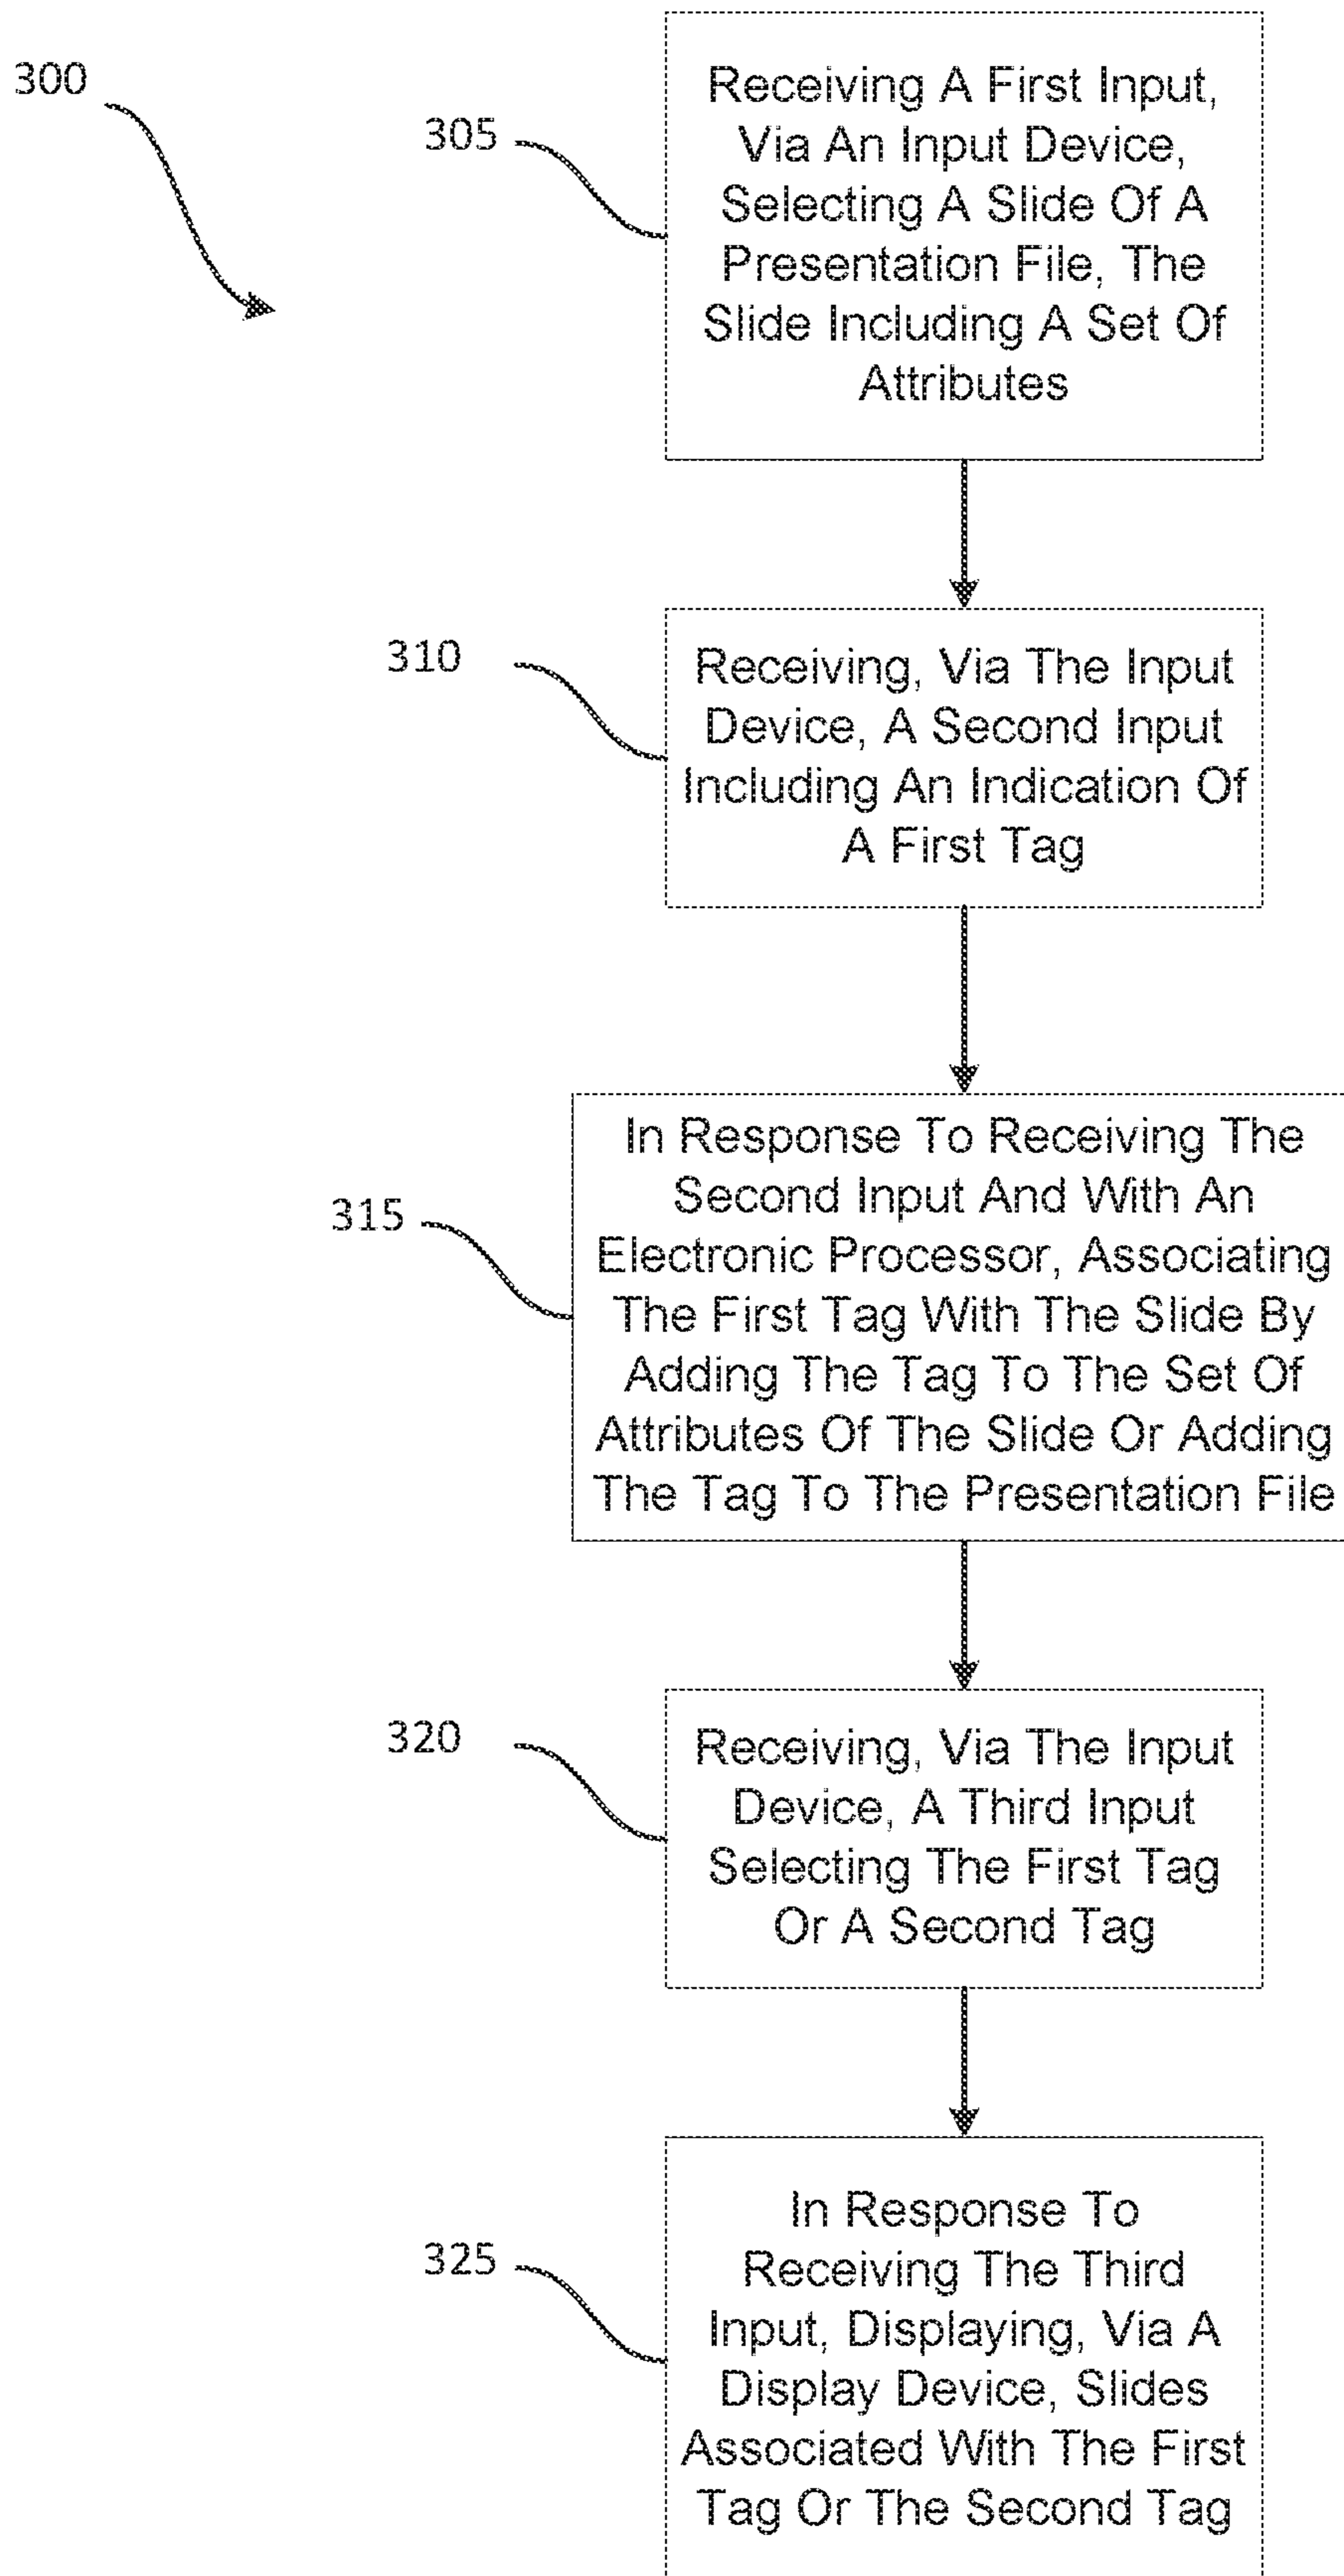 300
305
Receiving A First Input,
Via An Input Device,
Selecting A Slide Of A
Presentation File, The
Slide Including A Set Of
Attributes
310
Receiving, Via The Input
Device, A Second Input
Including An Indication Of
A First Tag
315
In Response To Receiving The
Second Input And With An
Electronic Processor, Associating
The First Tag With The Slide By
Adding The Tag To The Set Of
Attributes Of The Slide Or Adding
The Tag To The Presentation File
320
Receiving, Via The Input
Device, A Third Input
Selecting The First Tag
Or A Second Tag
325
In Response To
Receiving The Third
Input, Displaying, Via A
Display Device, Slides
Associated With The First
Tag Or The Second Tag